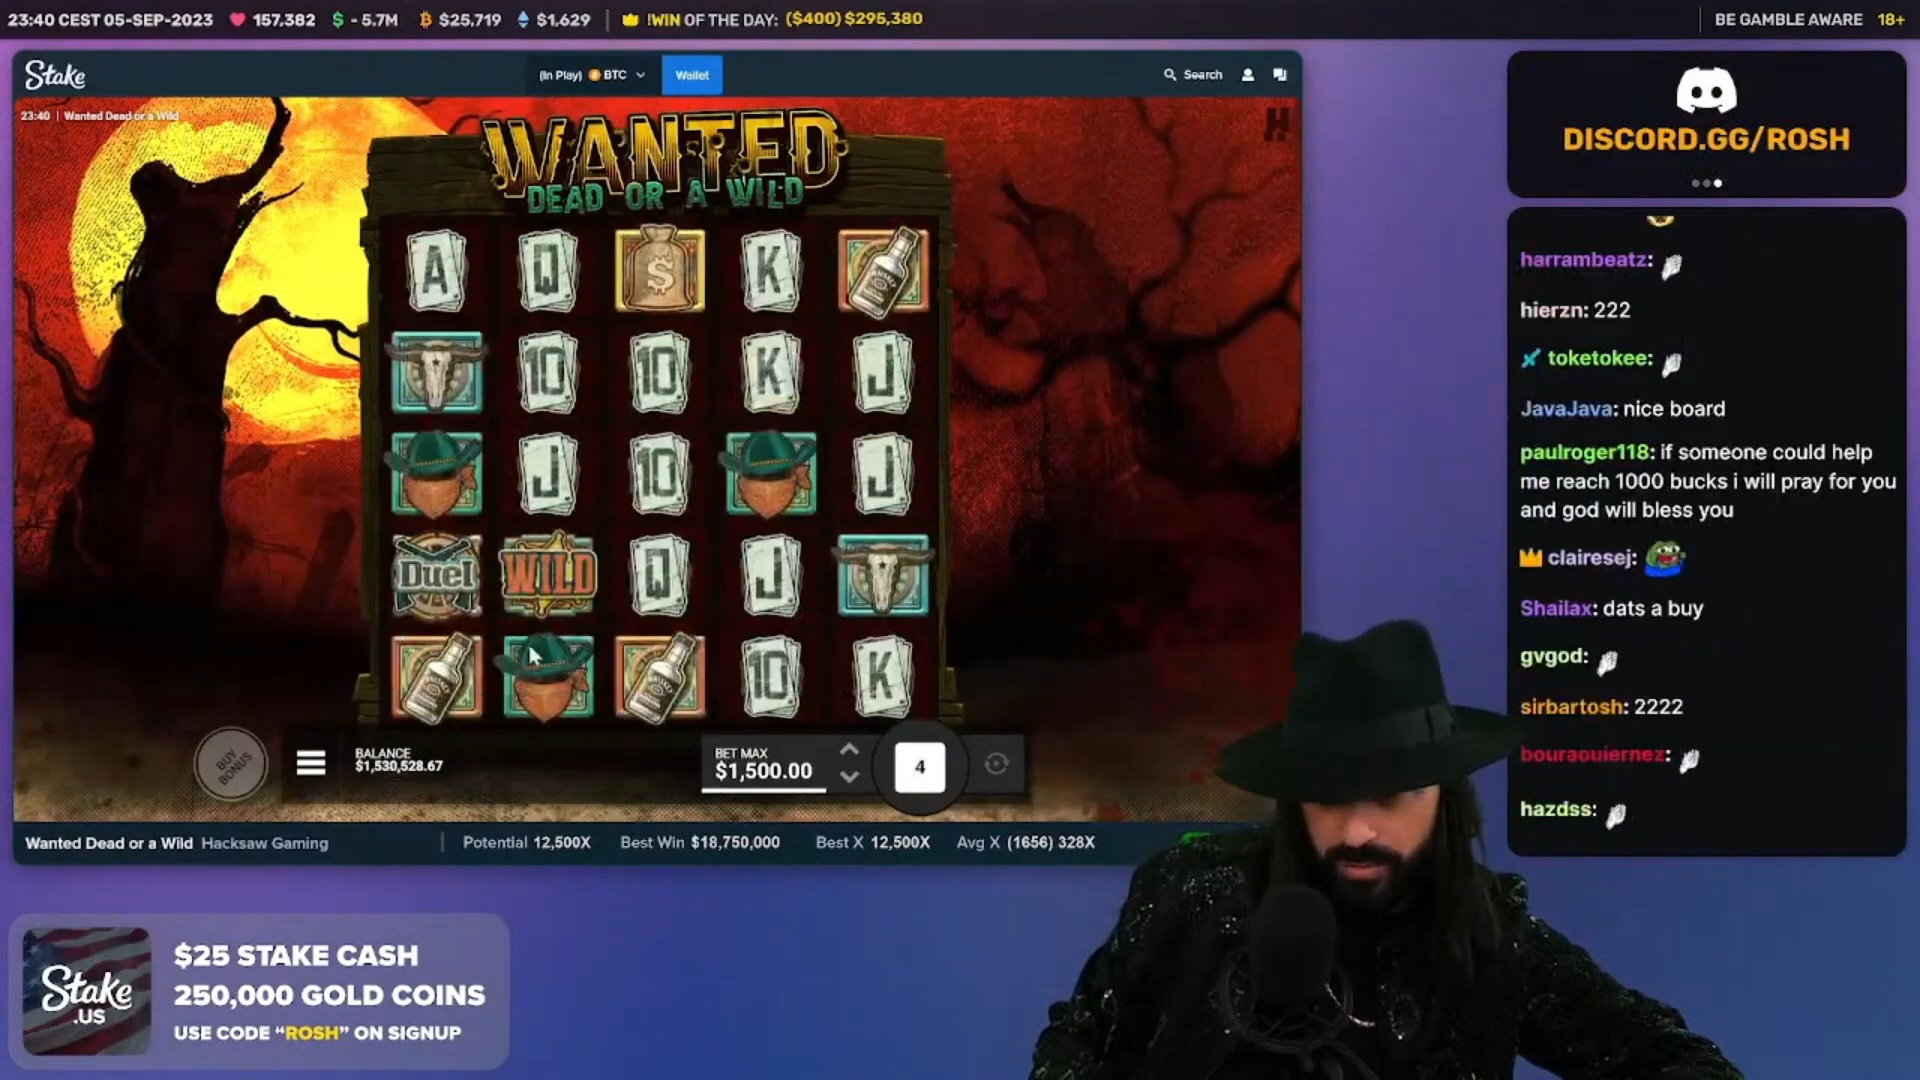 23:40 CEST 05-SEP-2023 157,382 $ - 5.7M $25,719 $1,629 !WIN OF THE DAY: ($400) $295,380 BE GAMBLE AWARE 18+
Stake (In Play) BTC Wallet Search
23:40 | Wanted Dead or a Wild
WANTED
DEAD OR A WILD
A Q $ K WHISKEY
10 10 K J
J 10 J
Duel WILD Q J
WHISKEY WHISKEY 10 K
BUY BONUS
BALANCE
$1,530,528.67
BET MAX
$1,500.00
4
Wanted Dead or a Wild Hacksaw Gaming Potential 12,500X Best Win $18,750,000 Best X 12,500X Avg X (1656) 328X
$25 STAKE CASH
250,000 GOLD COINS
USE CODE “ROSH” ON SIGNUP
Stake
.US
DISCORD.GG/ROSH
harrambeatz:
hierzn: 222
toketokee:
JavaJava: nice board
paulroger118: if someone could help
me reach 1000 bucks i will pray for you
and god will bless you
clairesej:
Shailax: dats a buy
gvgod:
sirbartosh: 2222
bouraouiernez:
hazdss: